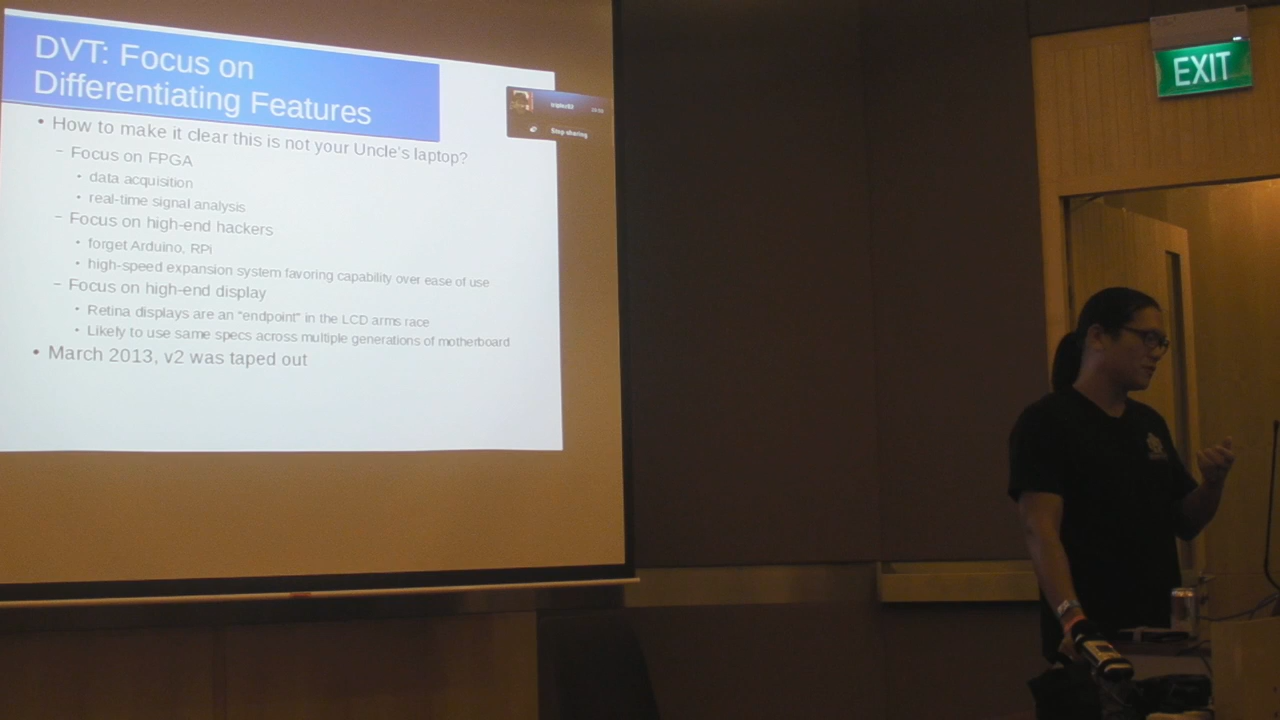 DVT: Focus on
Differentiating Features
• How to make it clear this is not your Uncle's laptop?
– Focus on FPGA
• data acquisition
• real-time signal analysis
– Focus on high-end hackers
• forget Arduino, RPi
• high-speed expansion system favoring capability over ease of use
– Focus on high-end display
• Retina displays are an "endpoint" in the LCD arms race
• Likely to use same specs across multiple generations of motherboard
• March 2013, v2 was taped out
Stop sharing
EXIT